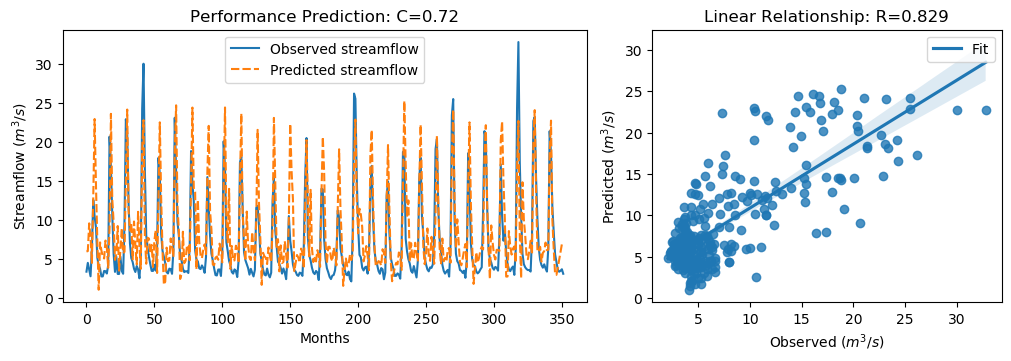 Performance Prediction: C=0.72
Observed streamflow
Predicted streamflow
Streamflow (m³/s)
30
25
20
15
10
5
0
0 50 100 150 200 250 300 350
Months
Linear Relationship: R=0.829
Fit
Predicted (m³/s)
30
25
20
15
10
5
0
5 10 15 20 25 30
Observed (m³/s)